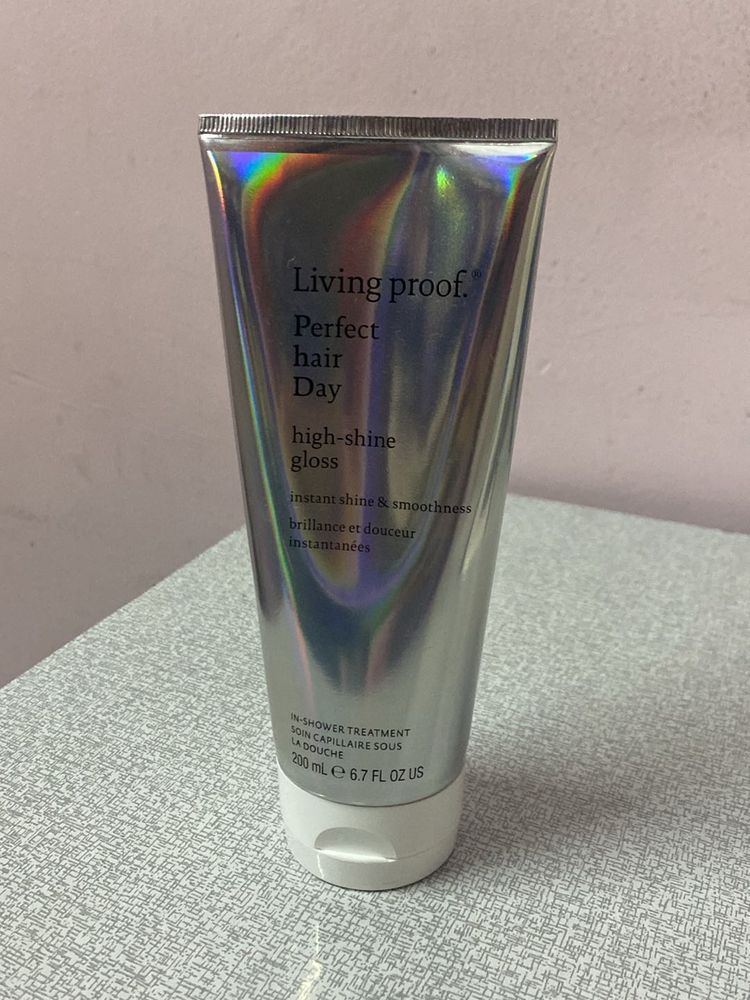 Living proof.®
Perfect
hair
Day
high-shine
gloss
instant shine & smoothness
brillance et douceur
instantanées
IN-SHOWER TREATMENT
SOIN CAPILLAIRE SOUS
LA DOUCHE
200 mL ℮ 6.7 FL OZ US